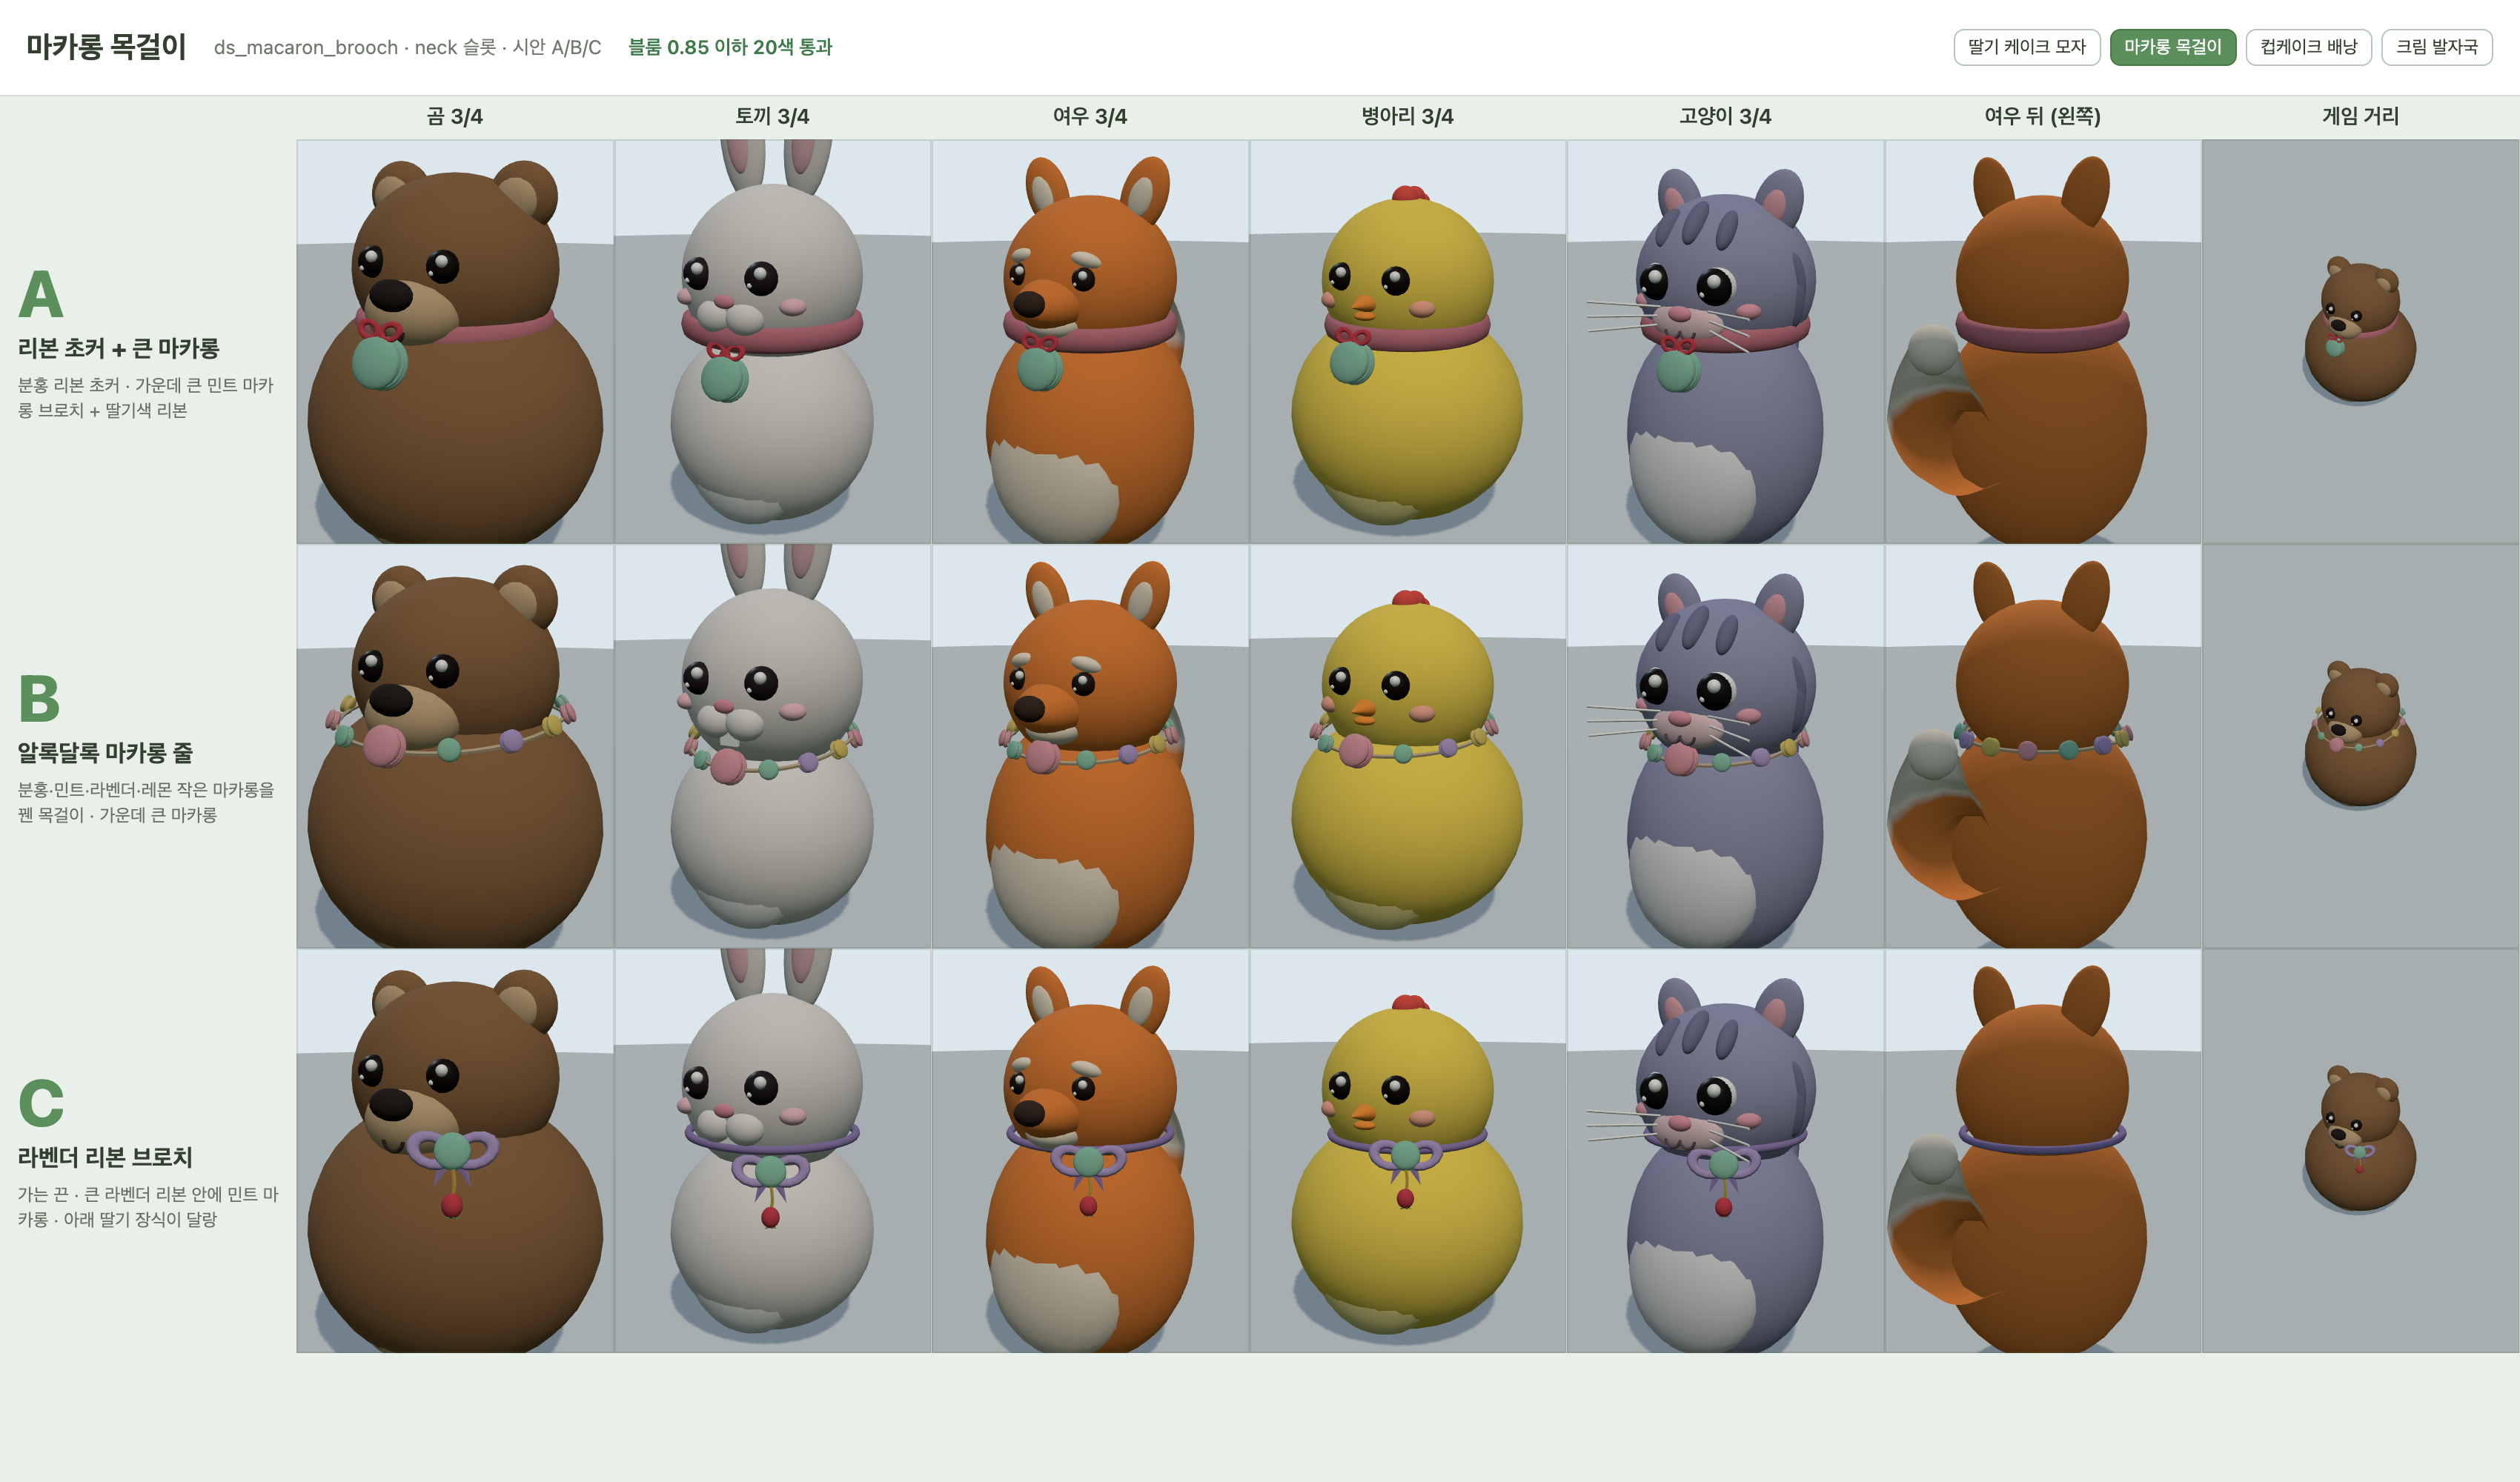 마카롱 목걸이 ds_macaron_brooch · neck 슬롯 · 시안 A/B/C 블룸 0.85 이하 20색 통과 딸기 케이크 모자 마카롱 목걸이 컵케이크 배낭 크림 발자국
곰 3/4 토끼 3/4 여우 3/4 병아리 3/4 고양이 3/4 여우 뒤 (왼쪽) 게임 거리
A
리본 초커 + 큰 마카롱
분홍 리본 초커 · 가운데 큰 민트 마카
롱 브로치 + 딸기색 리본
B
알록달록 마카롱 줄
분홍·민트·라벤더·레몬 작은 마카롱을
꿴 목걸이 · 가운데 큰 마카롱
C
라벤더 리본 브로치
가는 끈 · 큰 라벤더 리본 안에 민트 마
카롱 · 아래 딸기 장식이 달랑